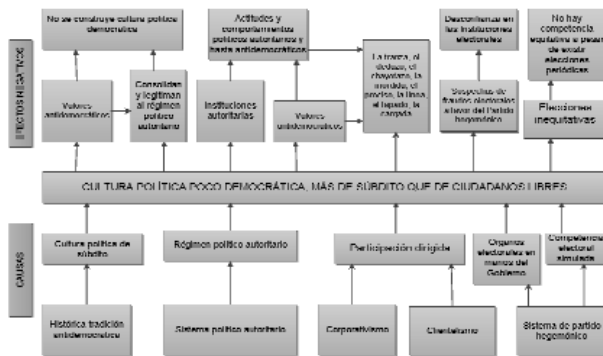 EFECTOS NEGATIVOS
No se construye cultura política
democrática
Actitudes y
comportamientos
políticos autoritarios y
hasta antidemocráticos
Desconfianza en
las Instituciones
electorales
No hay
competencia
equitativa a pesar
de existir
elecciones
periódicas
Valores
antidemocráticos
Consolidan
y legitiman
al régimen
político
autoritario
Instituciones
autoritarias
Valores
antidemocráticos
La tranza, el
dedazo, el
chayotazo, la
mordida, el
preciso, la línea,
el tapado, la
cargada
Sospechas de
fraudes electorales
a favor del Partido
hegemónico
Elecciones
inequitativas
CULTURA POLÍTICA POCO DEMOCRÁTICA, MÁS DE SÚBDITO QUE DE CIUDADANOS LIBRES
CAUSAS
Cultura política de
súbdito
Régimen político autoritario
Participación dirigida
Órganos
electorales en
manos del
Gobierno
Competencia
electoral
simulada
Histórica tradición
antidemocrática
Sistema político autoritario
Corporativismo
Clientelismo
Sistema de partido
hegemónico